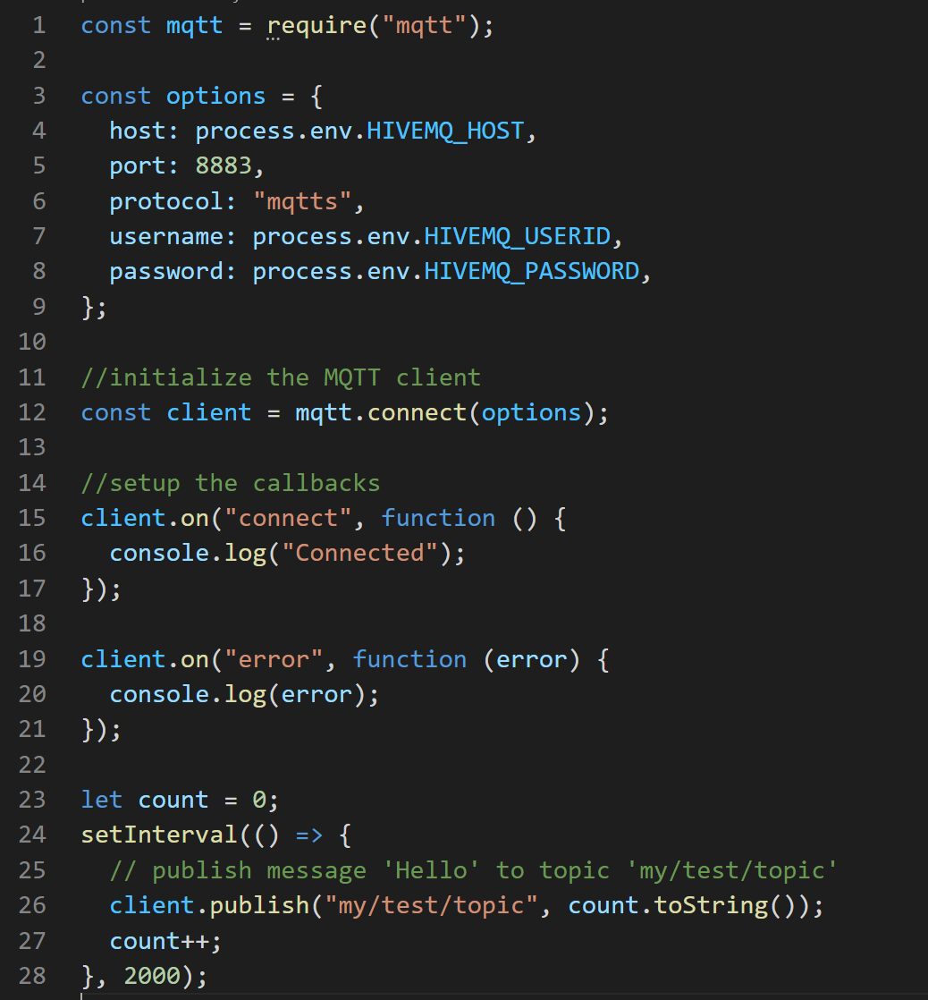 1 const mqtt = require("mqtt");
2
3 const options = {
4   host: process.env.HIVEMQ_HOST,
5   port: 8883,
6   protocol: "mqtts",
7   username: process.env.HIVEMQ_USERID,
8   password: process.env.HIVEMQ_PASSWORD,
9 };
10
11 //initialize the MQTT client
12 const client = mqtt.connect(options);
13
14 //setup the callbacks
15 client.on("connect", function () {
16   console.log("Connected");
17 });
18
19 client.on("error", function (error) {
20   console.log(error);
21 });
22
23 let count = 0;
24 setInterval(() => {
25   // publish message 'Hello' to topic 'my/test/topic'
26   client.publish("my/test/topic", count.toString());
27   count++;
28 }, 2000);